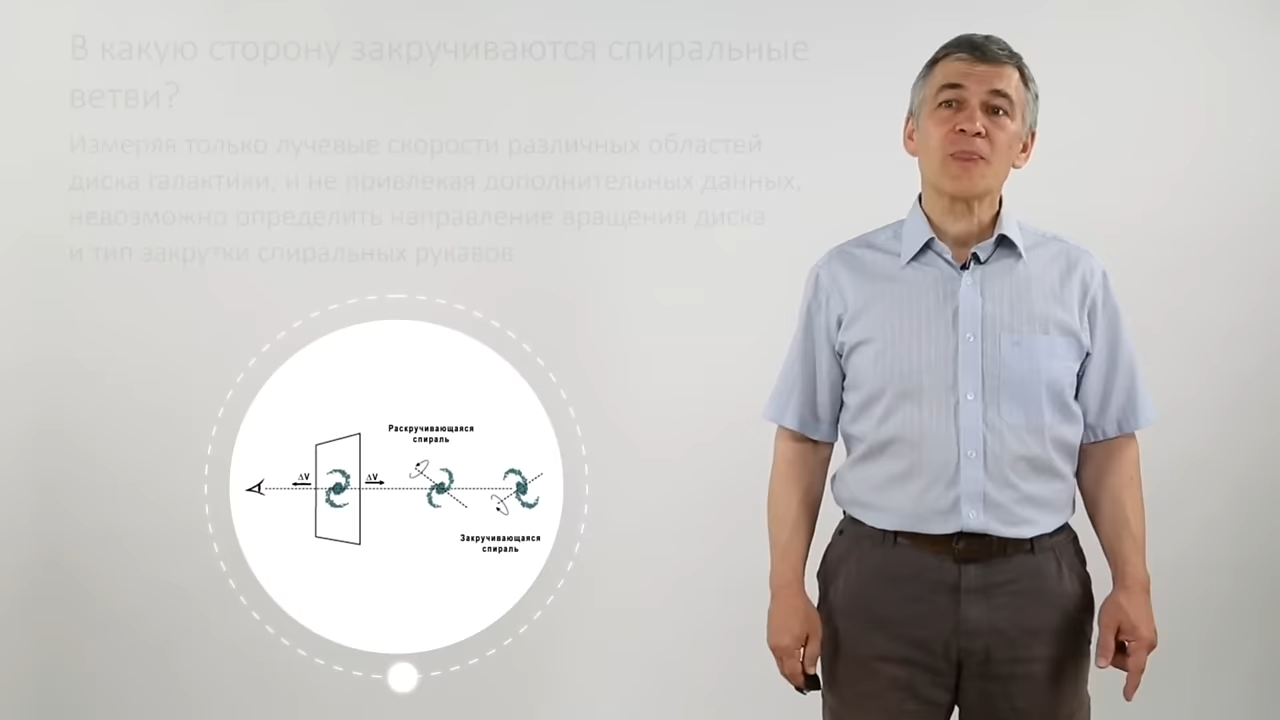 В какую сторону закручиваются спиральные
ветви?
Измеряя только лучевые скорости различных областей
диска галактики, и не привлекая дополнительных данных,
невозможно определить направление вращения диска
и тип закрутки спиральных рукавов
Раскручивающаяся
спираль
ΔV
ΔV
Закручивающаяся
спираль